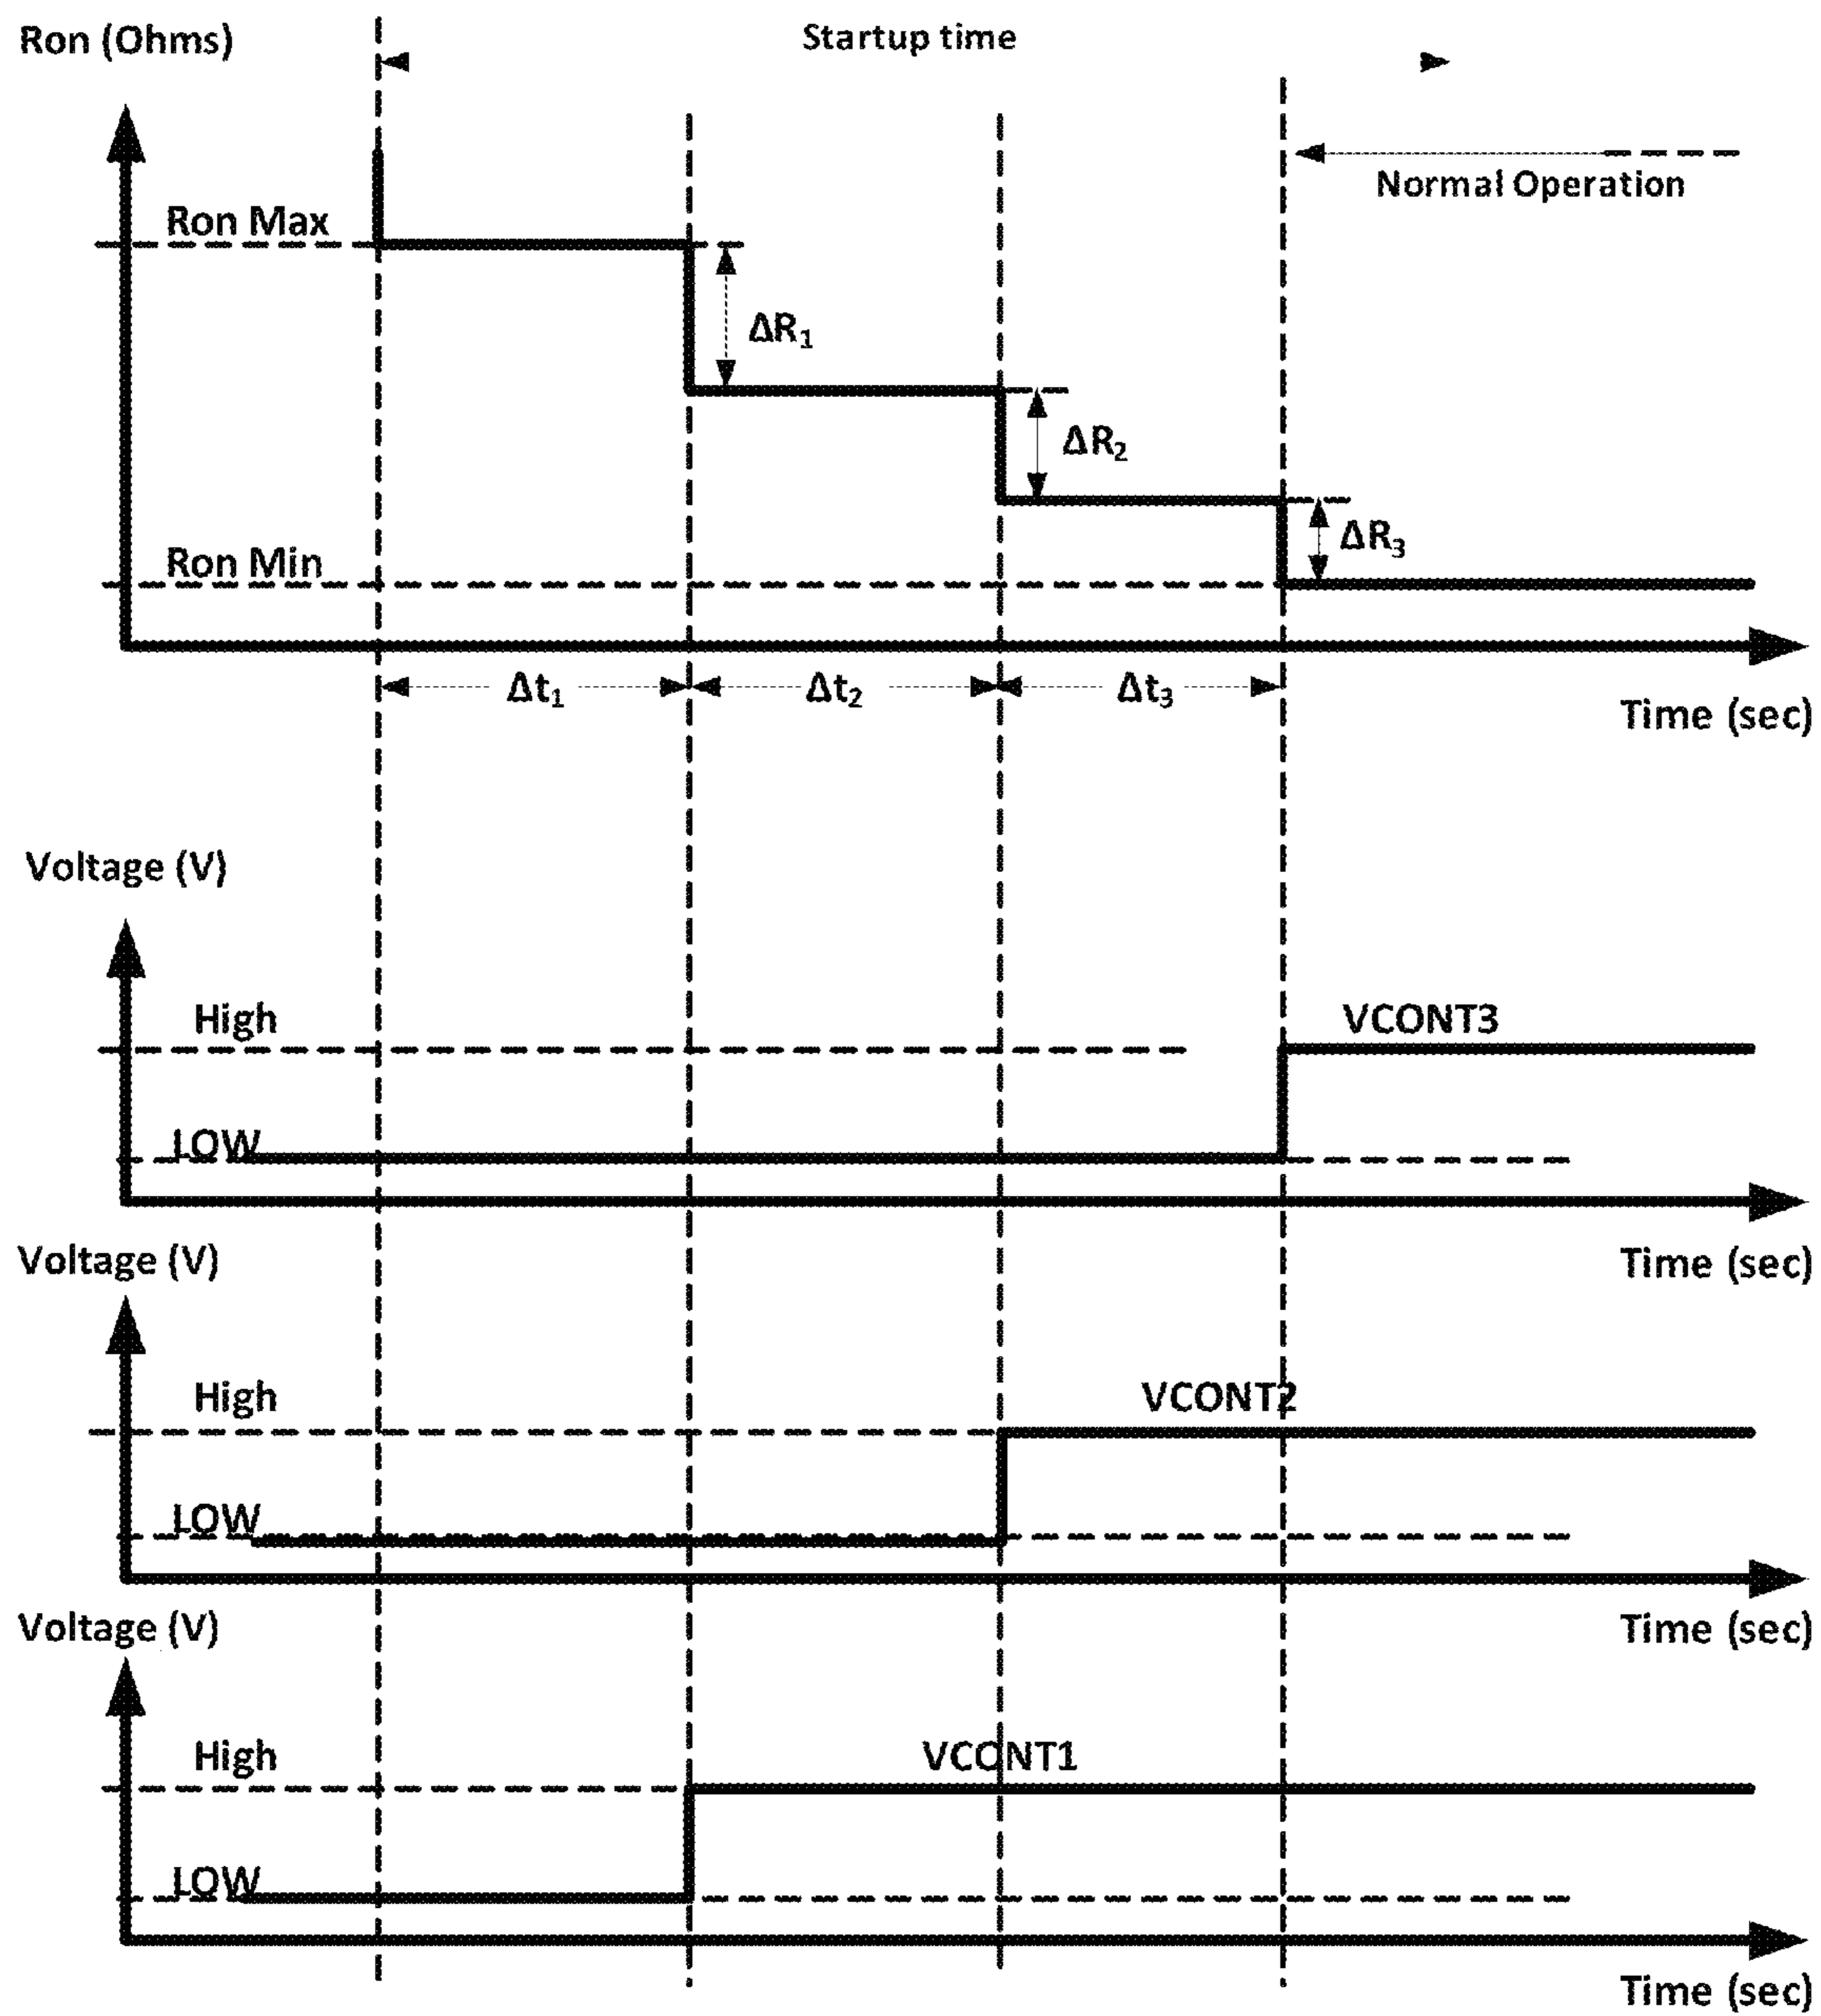 Ron (Ohms)
Startup time
Normal Operation
Ron Max
ΔR1
ΔR2
ΔR3
Ron Min
Δt1
Δt2
Δt3
Time (sec)
Voltage (V)
High
VCONT3
LOW
Time (sec)
Voltage (V)
High
VCONT2
LOW
Time (sec)
Voltage (V)
High
VCONT1
LOW
Time (sec)